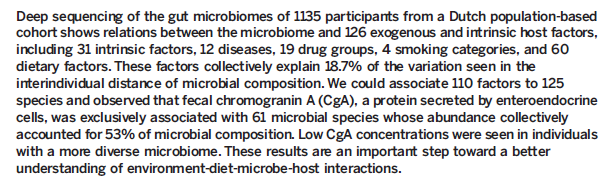 Deep sequencing of the gut microbiomes of 1135 participants from a Dutch population-based
cohort shows relations between the microbiome and 126 exogenous and intrinsic host factors,
including 31 intrinsic factors, 12 diseases, 19 drug groups, 4 smoking categories, and 60
dietary factors. These factors collectively explain 18.7% of the variation seen in the
interindividual distance of microbial composition. We could associate 110 factors to 125
species and observed that fecal chromogranin A (CgA), a protein secreted by enteroendocrine
cells, was exclusively associated with 61 microbial species whose abundance collectively
accounted for 53% of microbial composition. Low CgA concentrations were seen in individuals
with a more diverse microbiome. These results are an important step toward a better
understanding of environment-diet-microbe-host interactions.